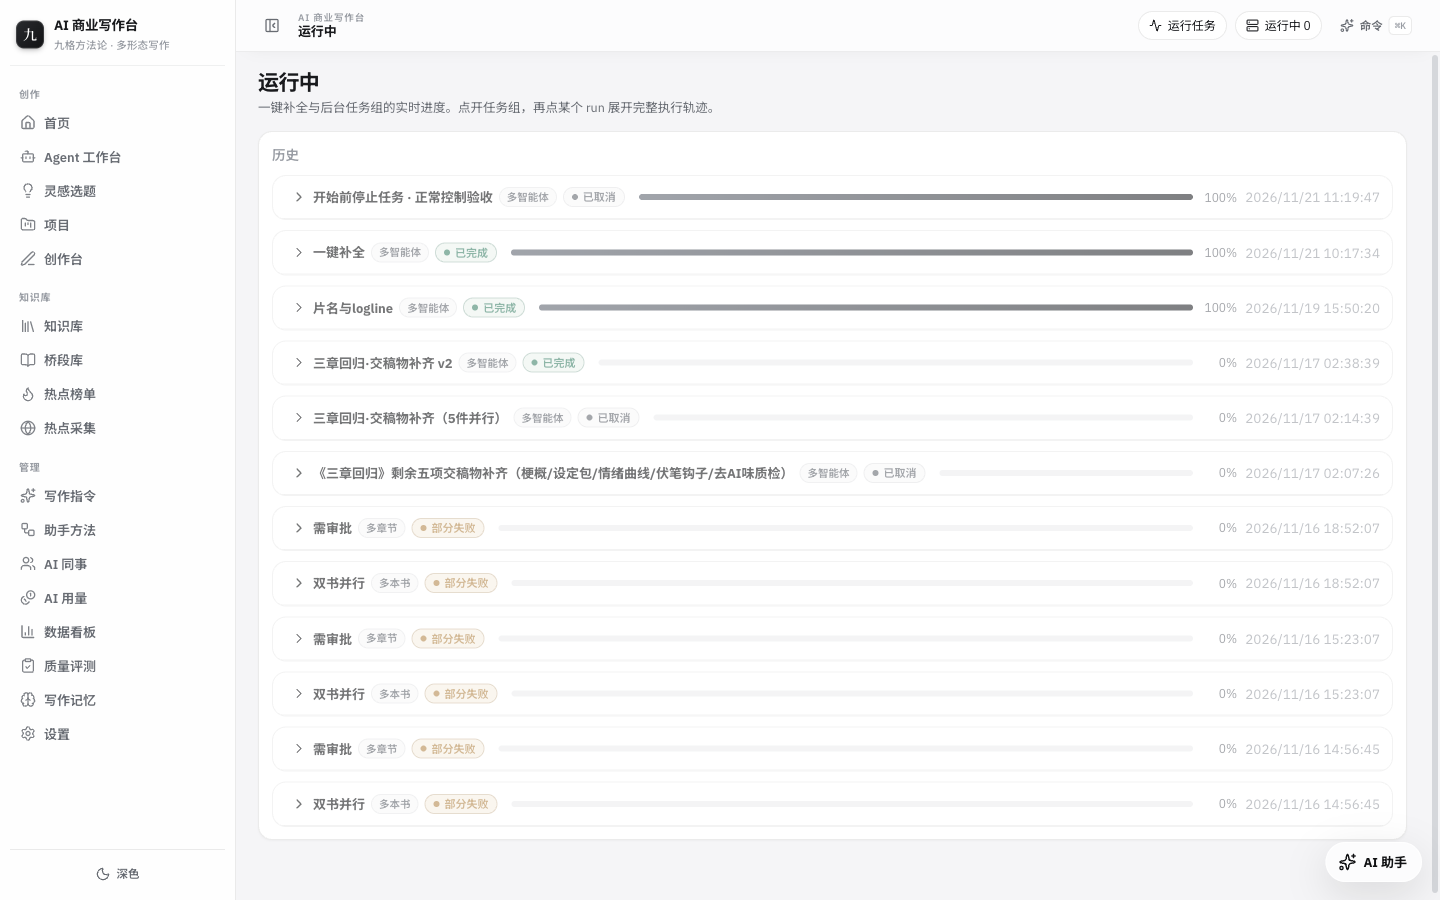 九
AI 商业写作台
九格方法论 · 多形态写作
创作
首页
Agent 工作台
灵感选题
项目
创作台
知识库
知识库
桥段库
热点榜单
热点采集
管理
写作指令
助手方法
AI 同事
AI 用量
数据看板
质量评测
写作记忆
设置
深色
AI 商业写作台
运行中
运行任务
运行中 0
命令 ⌘K
运行中
一键补全与后台任务组的实时进度。点开任务组，再点某个 run 展开完整执行轨迹。
历史
开始前停止任务 · 正常控制验收 多智能体 已取消 100% 2026/11/21 11:19:47
一键补全 多智能体 已完成 100% 2026/11/21 10:17:34
片名与logline 多智能体 已完成 100% 2026/11/19 15:50:20
三章回归·交稿物补齐 v2 多智能体 已完成 0% 2026/11/17 02:38:39
三章回归·交稿物补齐（5件并行） 多智能体 已取消 0% 2026/11/17 02:14:39
《三章回归》剩余五项交稿物补齐（梗概/设定包/情绪曲线/伏笔钩子/去AI味质检） 多智能体 已取消 0% 2026/11/17 02:07:26
需审批 多章节 部分失败 0% 2026/11/16 18:52:07
双书并行 多本书 部分失败 0% 2026/11/16 18:52:07
需审批 多章节 部分失败 0% 2026/11/16 15:23:07
双书并行 多本书 部分失败 0% 2026/11/16 15:23:07
需审批 多章节 部分失败 0% 2026/11/16 14:56:45
双书并行 多本书 部分失败 0% 2026/11/16 14:56:45
AI 助手